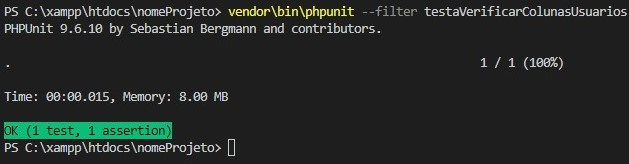 PS C:\xampp\htdocs\nomeProjeto> vendor\bin\phpunit --filter testaVerificarColunasUsuarios
PHPUnit 9.6.10 by Sebastian Bergmann and contributors.
. 1 / 1 (100%)
Time: 00:00.015, Memory: 8.00 MB
OK (1 test, 1 assertion)
PS C:\xampp\htdocs\nomeProjeto>